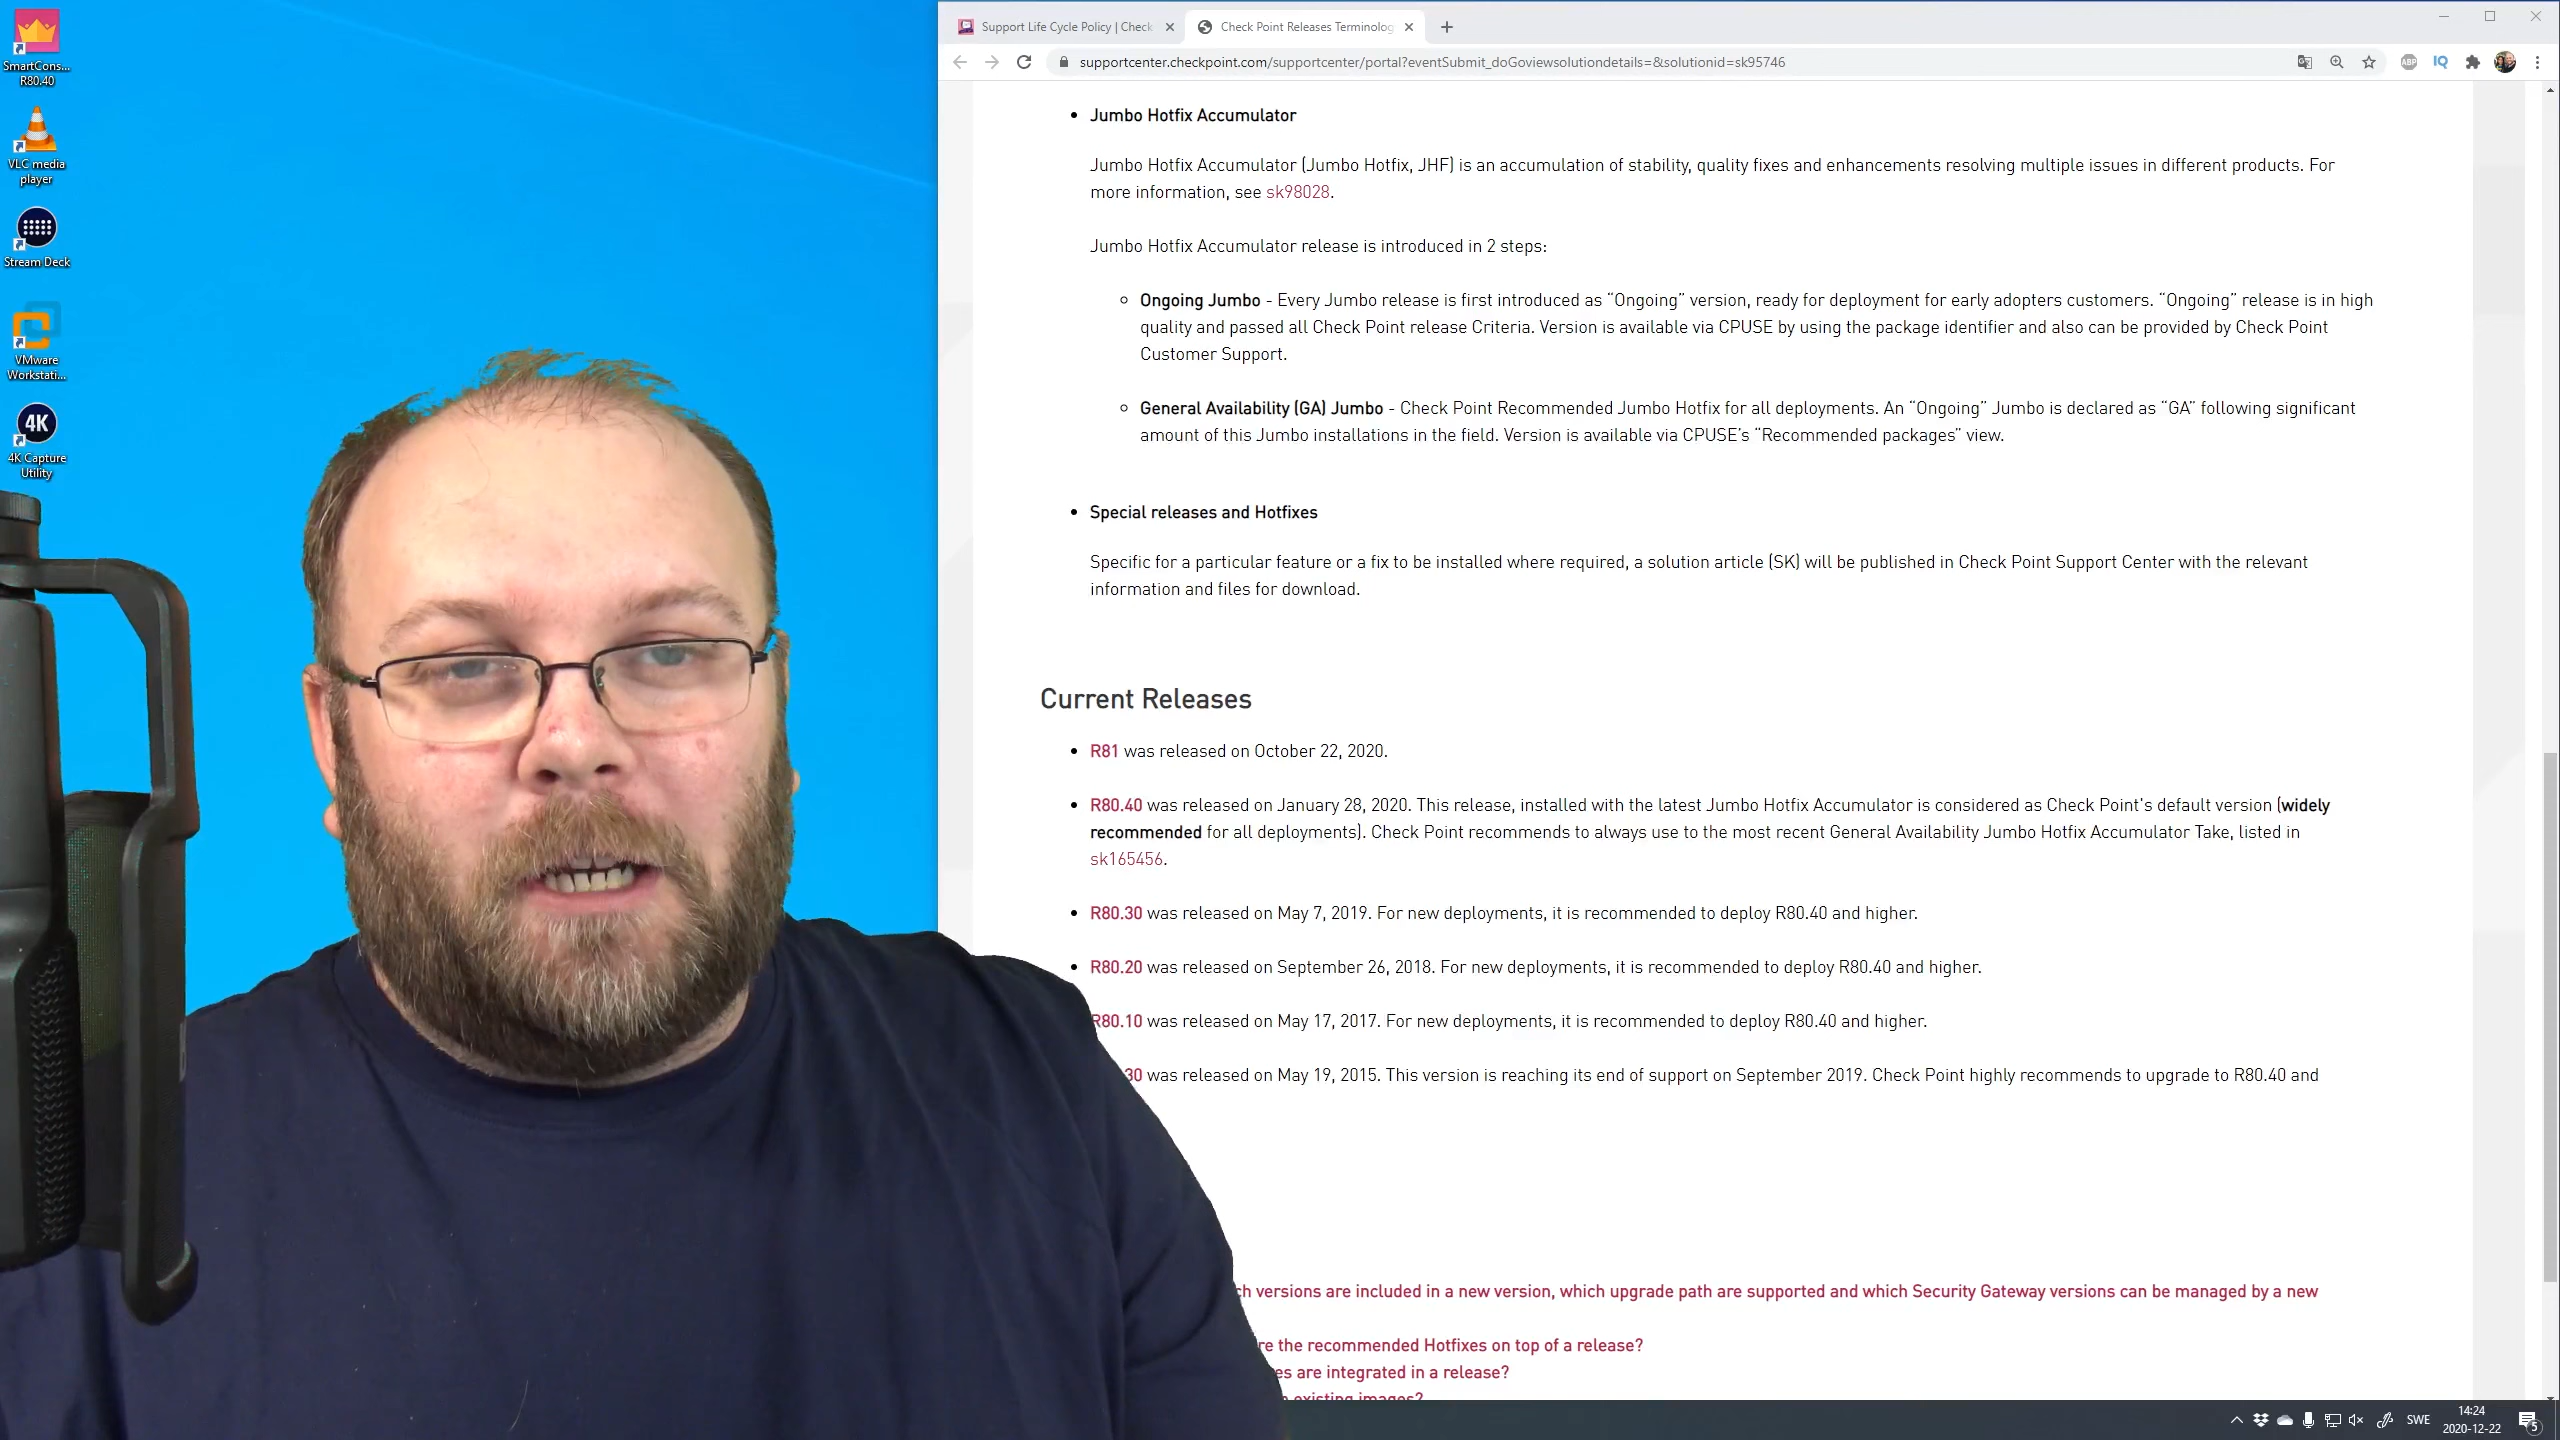 SmartCons...
R80.40
VLC media
player
Stream Deck
VMware
Workstati...
4K
4K Capture
Utility
Support Life Cycle Policy | Check
Check Point Releases Terminolog
supportcenter.checkpoint.com/supportcenter/portal?eventSubmit_doGoviewsolutiondetails=&solutionid=sk95746
ABP
IQ
Jumbo Hotfix Accumulator
Jumbo Hotfix Accumulator (Jumbo Hotfix, JHF) is an accumulation of stability, quality fixes and enhancements resolving multiple issues in different products. For
more information, see sk98028.
Jumbo Hotfix Accumulator release is introduced in 2 steps:
Ongoing Jumbo - Every Jumbo release is first introduced as “Ongoing” version, ready for deployment for early adopters customers. “Ongoing” release is in high
quality and passed all Check Point release Criteria. Version is available via CPUSE by using the package identifier and also can be provided by Check Point
Customer Support.
General Availability (GA) Jumbo - Check Point Recommended Jumbo Hotfix for all deployments. An “Ongoing” Jumbo is declared as “GA” following significant
amount of this Jumbo installations in the field. Version is available via CPUSE’s “Recommended packages” view.
Special releases and Hotfixes
Specific for a particular feature or a fix to be installed where required, a solution article (SK) will be published in Check Point Support Center with the relevant
information and files for download.
Current Releases
R81 was released on October 22, 2020.
R80.40 was released on January 28, 2020. This release, installed with the latest Jumbo Hotfix Accumulator is considered as Check Point's default version (widely
recommended for all deployments). Check Point recommends to always use to the most recent General Availability Jumbo Hotfix Accumulator Take, listed in
sk165456.
R80.30 was released on May 7, 2019. For new deployments, it is recommended to deploy R80.40 and higher.
R80.20 was released on September 26, 2018. For new deployments, it is recommended to deploy R80.40 and higher.
R80.10 was released on May 17, 2017. For new deployments, it is recommended to deploy R80.40 and higher.
30 was released on May 19, 2015. This version is reaching its end of support on September 2019. Check Point highly recommends to upgrade to R80.40 and
ch versions are included in a new version, which upgrade path are supported and which Security Gateway versions can be managed by a new
re the recommended Hotfixes on top of a release?
es are integrated in a release?
existing images?
SWE
14:24
2020-12-22
5